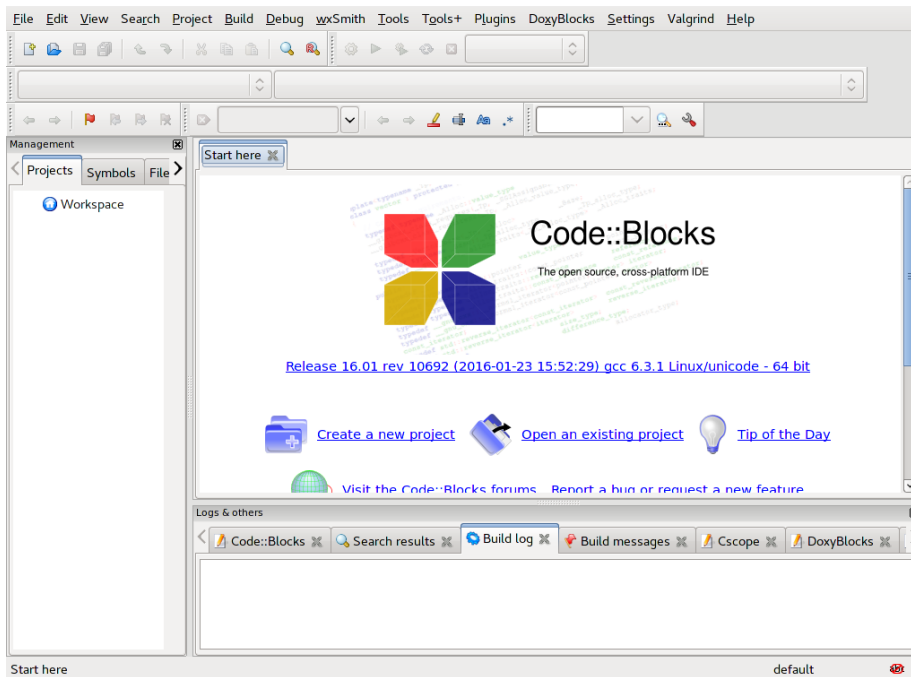 File Edit View Search Project Build Debug wxSmith Tools Tools+ Plugins DoxyBlocks Settings Valgrind Help
Management
Projects Symbols File
Workspace
Start here
Code::Blocks
The open source, cross-platform IDE
Release 16.01 rev 10692 (2016-01-23 15:52:29) gcc 6.3.1 Linux/unicode - 64 bit
Create a new project Open an existing project Tip of the Day
Visit the Code::Blocks forums Report a bug or request a new feature
Logs & others
Code::Blocks Search results Build log Build messages Cscope DoxyBlocks
Start here default